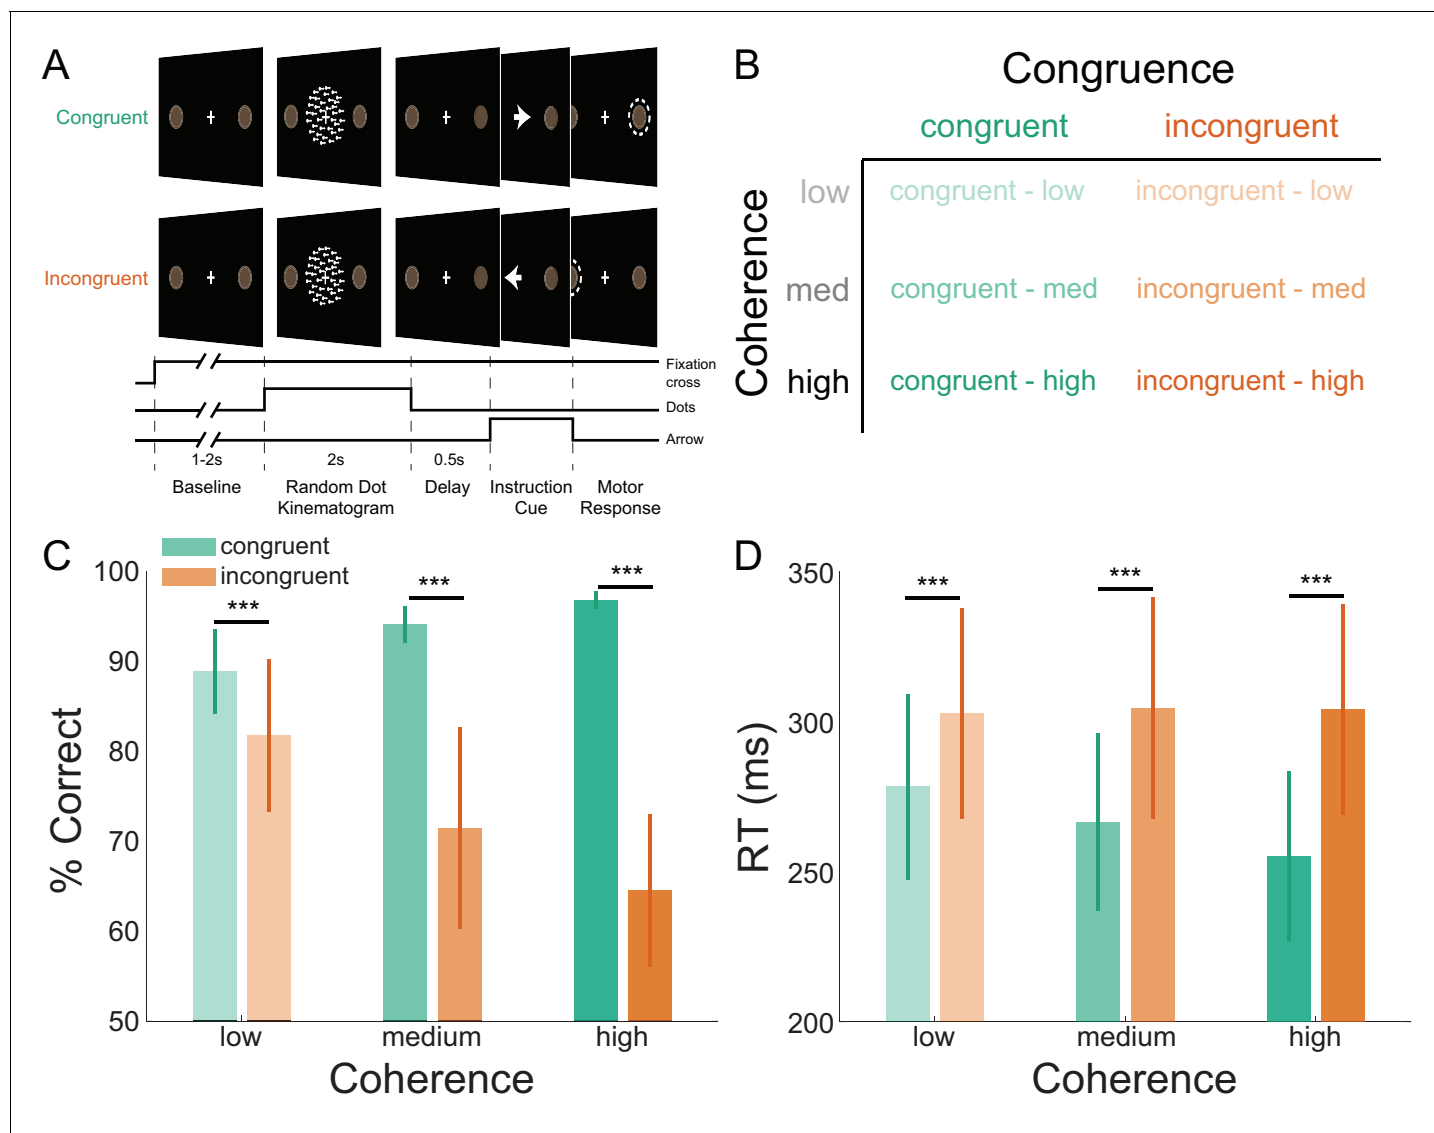 A
Congruent
Incongruent
Fixation
cross
Dots
Arrow
1-2s
2s
0.5s
Baseline
Random Dot
Kinematogram
Delay
Instruction
Cue
Motor
Response
B
Congruence
congruent
incongruent
Coherence
low
congruent - low
incongruent - low
med
congruent - med
incongruent - med
high
congruent - high
incongruent - high
C
congruent
incongruent
% Correct
100
90
80
70
60
50
***
***
***
low
medium
high
Coherence
D
RT (ms)
350
300
250
200
***
***
***
low
medium
high
Coherence